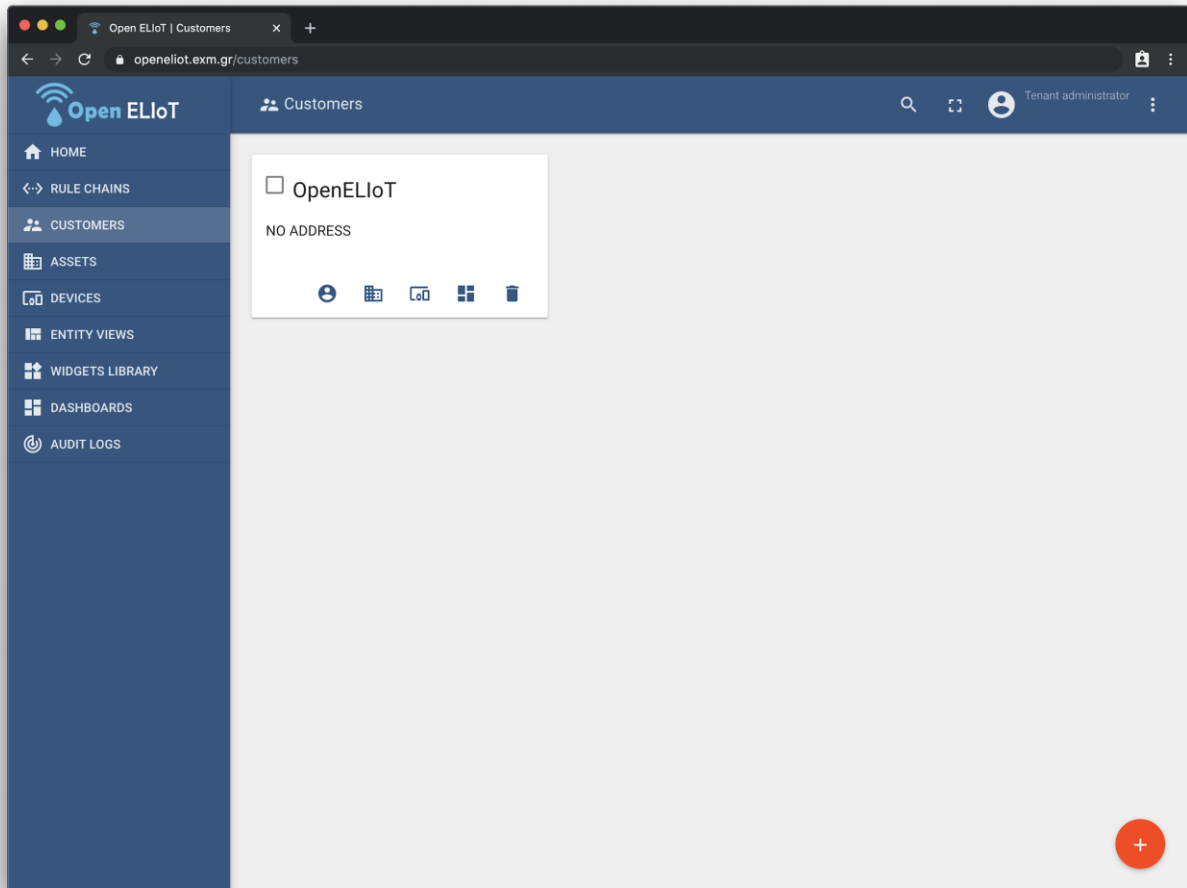 Open ELIoT | Customers
openeliot.exm.gr/customers
Open ELIoT
Customers
Tenant administrator
HOME
RULE CHAINS
CUSTOMERS
ASSETS
DEVICES
ENTITY VIEWS
WIDGETS LIBRARY
DASHBOARDS
AUDIT LOGS
OpenELIoT
NO ADDRESS